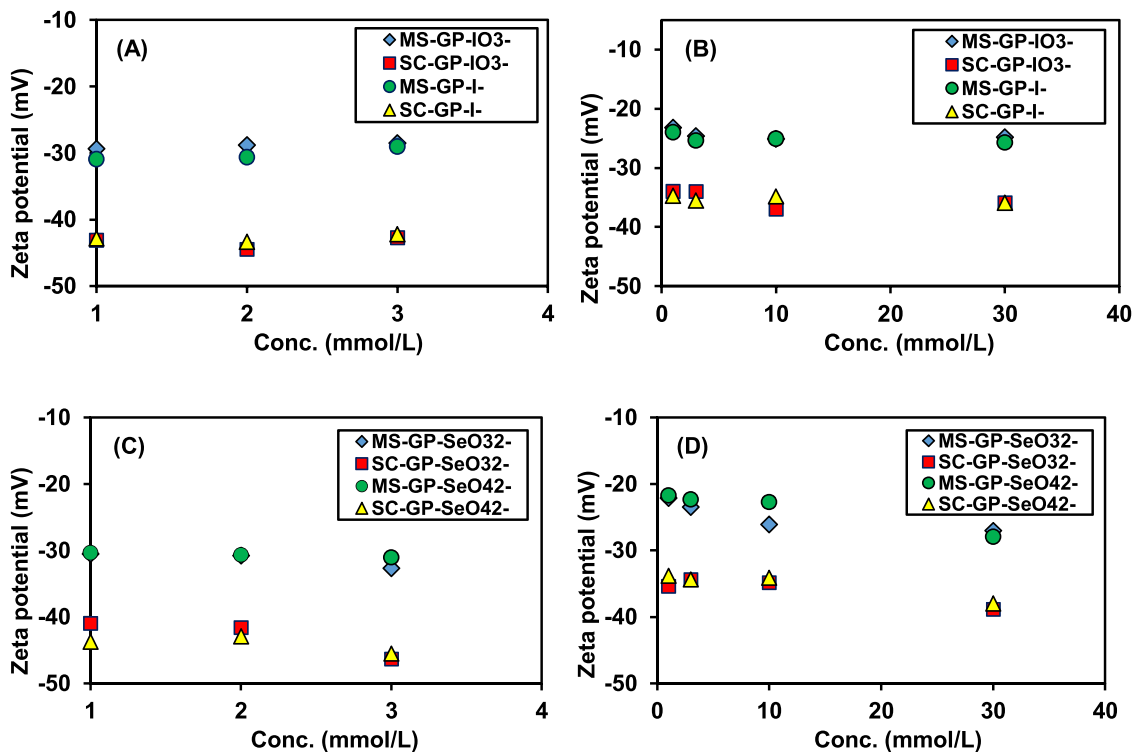 (A)
MS-GP-IO3-
SC-GP-IO3-
MS-GP-I-
SC-GP-I-
-10
-20
-30
-40
-50
Zeta potential (mV)
1 2 3 4
Conc. (mmol/L)
(B)
MS-GP-IO3-
SC-GP-IO3-
MS-GP-I-
SC-GP-I-
-5
-15
-25
-35
-45
Zeta potential (mV)
0 10 20 30 40
Conc. (mmol/L)
(C)
MS-GP-SeO32-
SC-GP-SeO32-
MS-GP-SeO42-
SC-GP-SeO42-
-10
-20
-30
-40
-50
Zeta potential (mV)
1 2 3 4
Conc. (mmol/L)
(D)
MS-GP-SeO32-
SC-GP-SeO32-
MS-GP-SeO42-
SC-GP-SeO42-
-10
-20
-30
-40
-50
Zeta potential (mV)
0 10 20 30 40
Conc. (mmol/L)